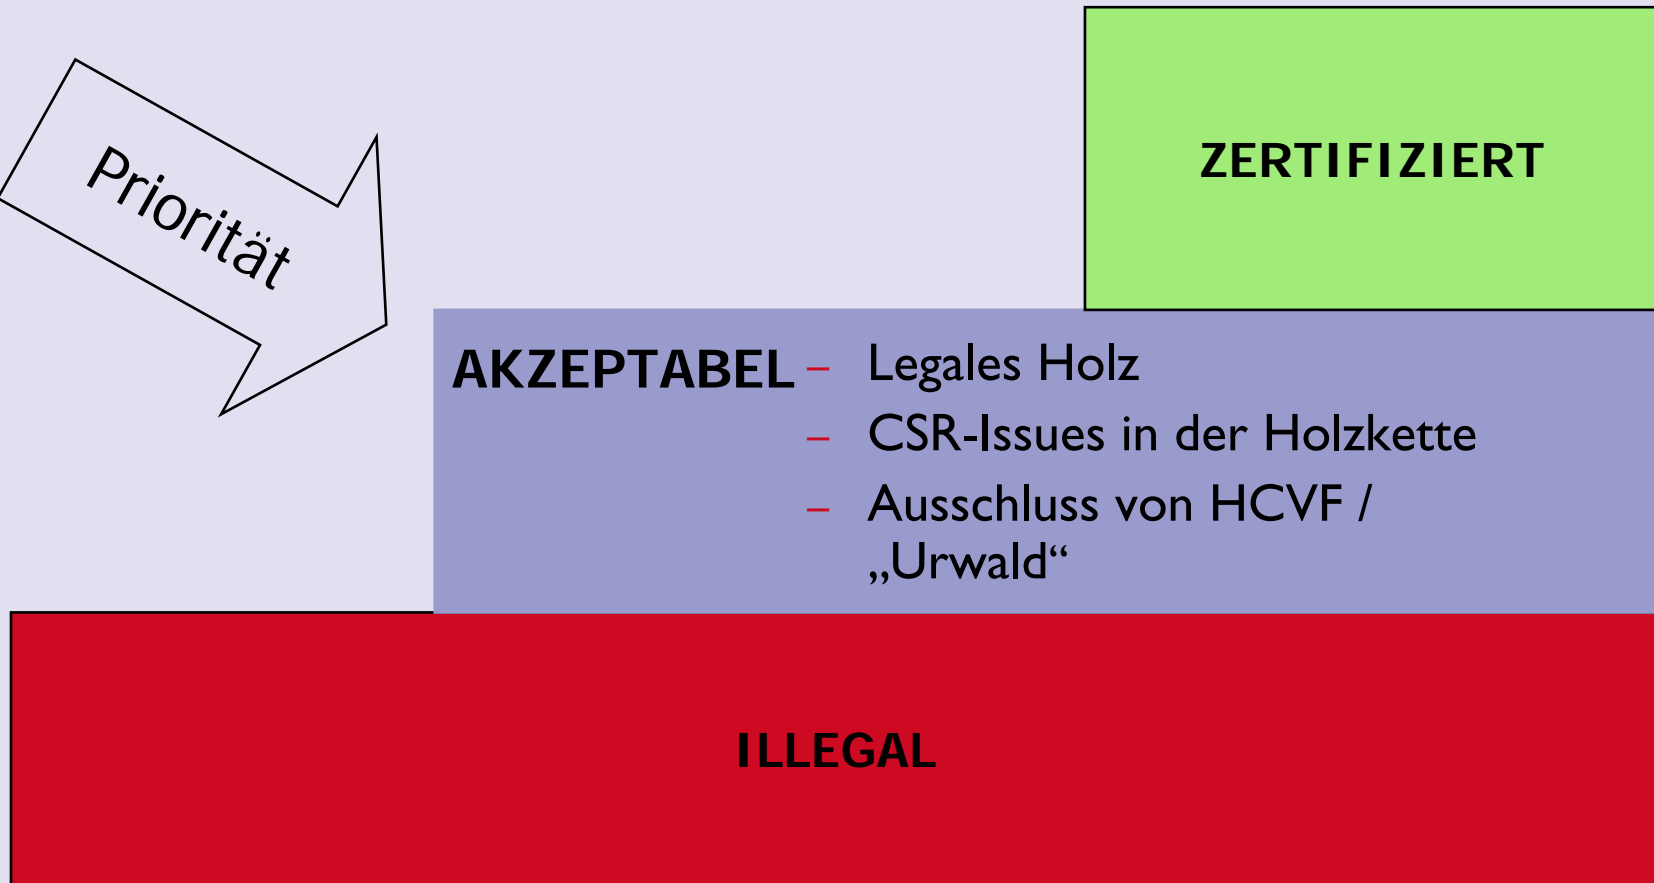 Priorität
ZERTIFIZIERT
AKZEPTABEL – Legales Holz
– CSR-Issues in der Holzkette
– Ausschluss von HCVF /
„Urwald“
ILLEGAL